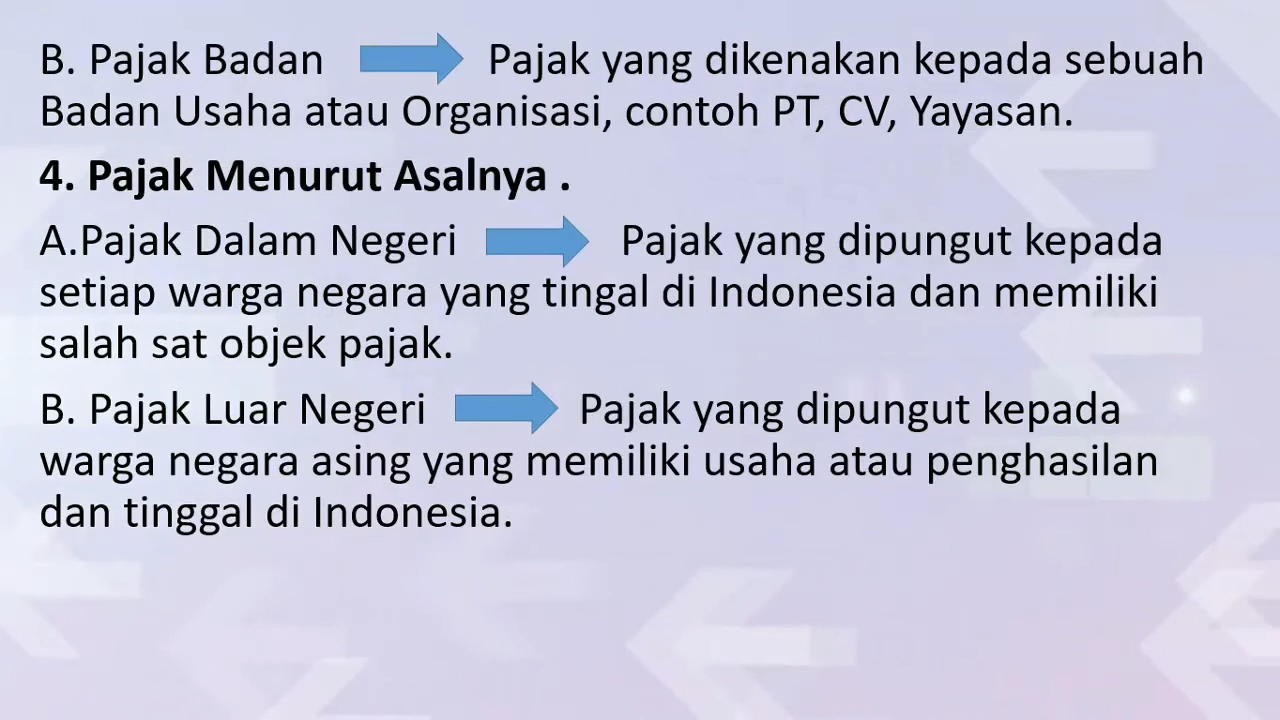 B. Pajak Badan Pajak yang dikenakan kepada sebuah
Badan Usaha atau Organisasi, contoh PT, CV, Yayasan.
4. Pajak Menurut Asalnya .
A.Pajak Dalam Negeri Pajak yang dipungut kepada
setiap warga negara yang tingal di Indonesia dan memiliki
salah sat objek pajak.
B. Pajak Luar Negeri Pajak yang dipungut kepada
warga negara asing yang memiliki usaha atau penghasilan
dan tinggal di Indonesia.